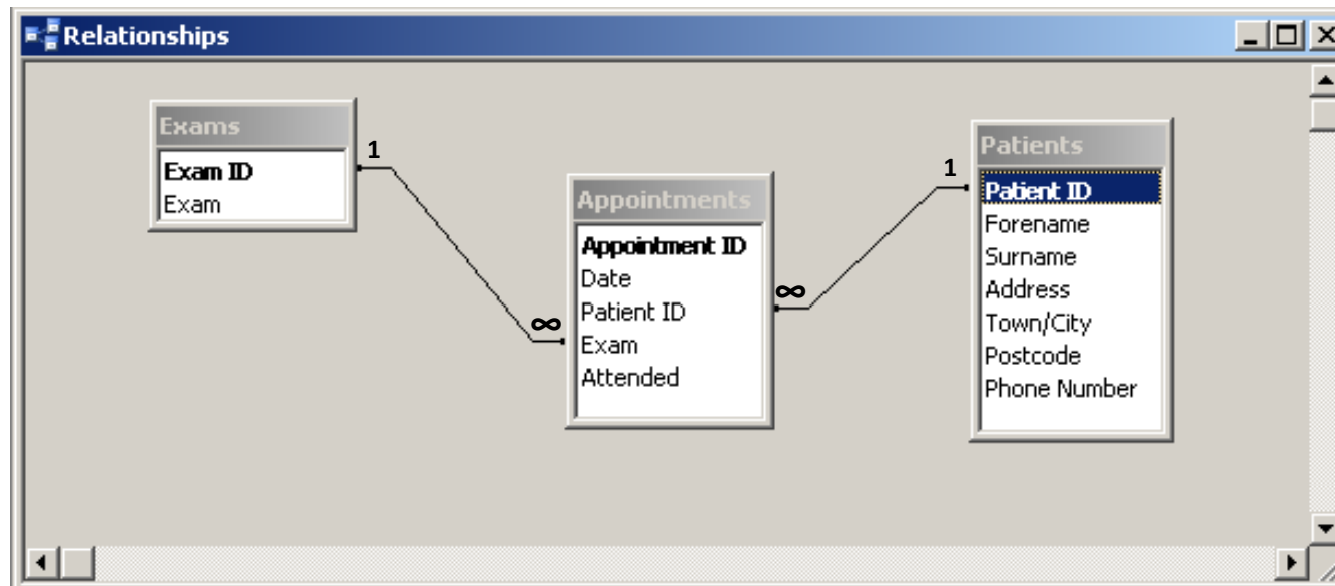 Relationships
Exams
Exam ID
Exam
1
∞
Appointments
Appointment ID
Date
Patient ID
Exam
Attended
∞
1
Patients
Patient ID
Forename
Surname
Address
Town/City
Postcode
Phone Number